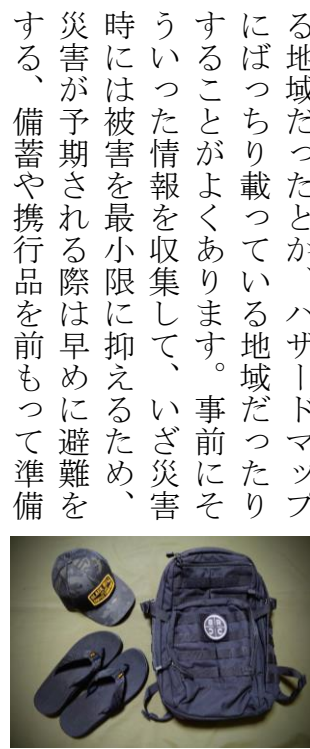 る地域だったとか、ハザードマップ
にばっちり載っている地域だったり
することがよくあります。事前にそ
ういった情報を収集して、いざ災害
時には被害を最小限に抑えるため、
災害が予期される際は早めに避難を
する、備蓄や携行品を前もって準備